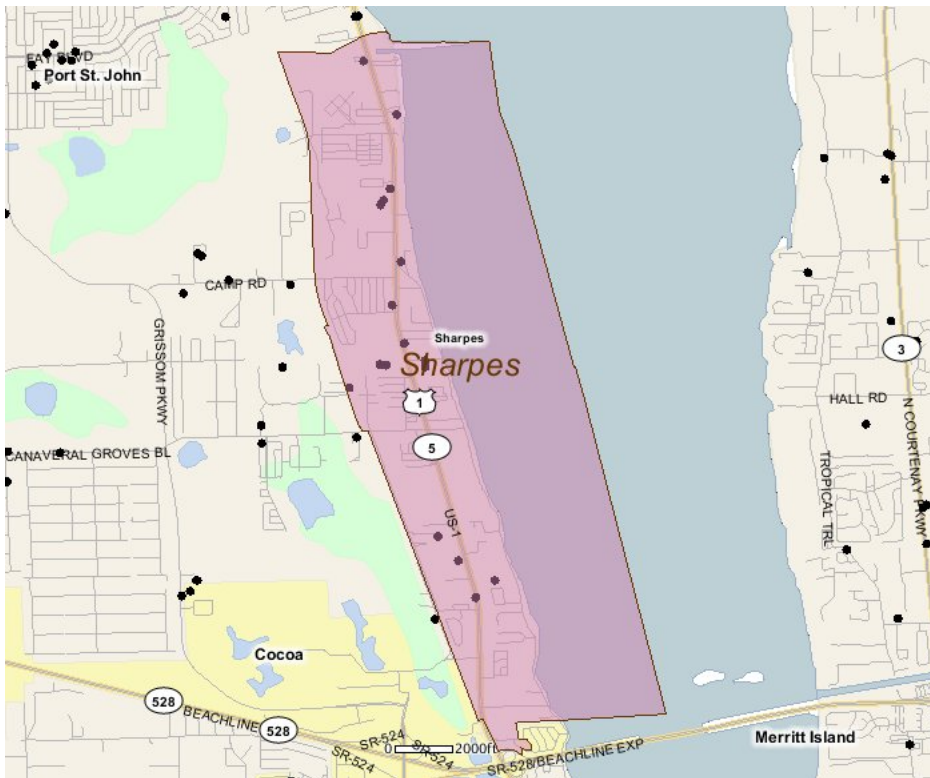 FAY BLVD
Port St. John
CAMP RD
GRISSOM PKWY
Sharpes
Sharpes
1
3
HALL RD
N COURTENAY PKWY
5
CANAVERAL GROVES BL
TROPICAL TRL
US-1
Cocoa
528
BEACHLINE
528
SR-524
SR-524
0
2000ft
SR-524
SR-528/BEACHLINE EXP
Merritt Island